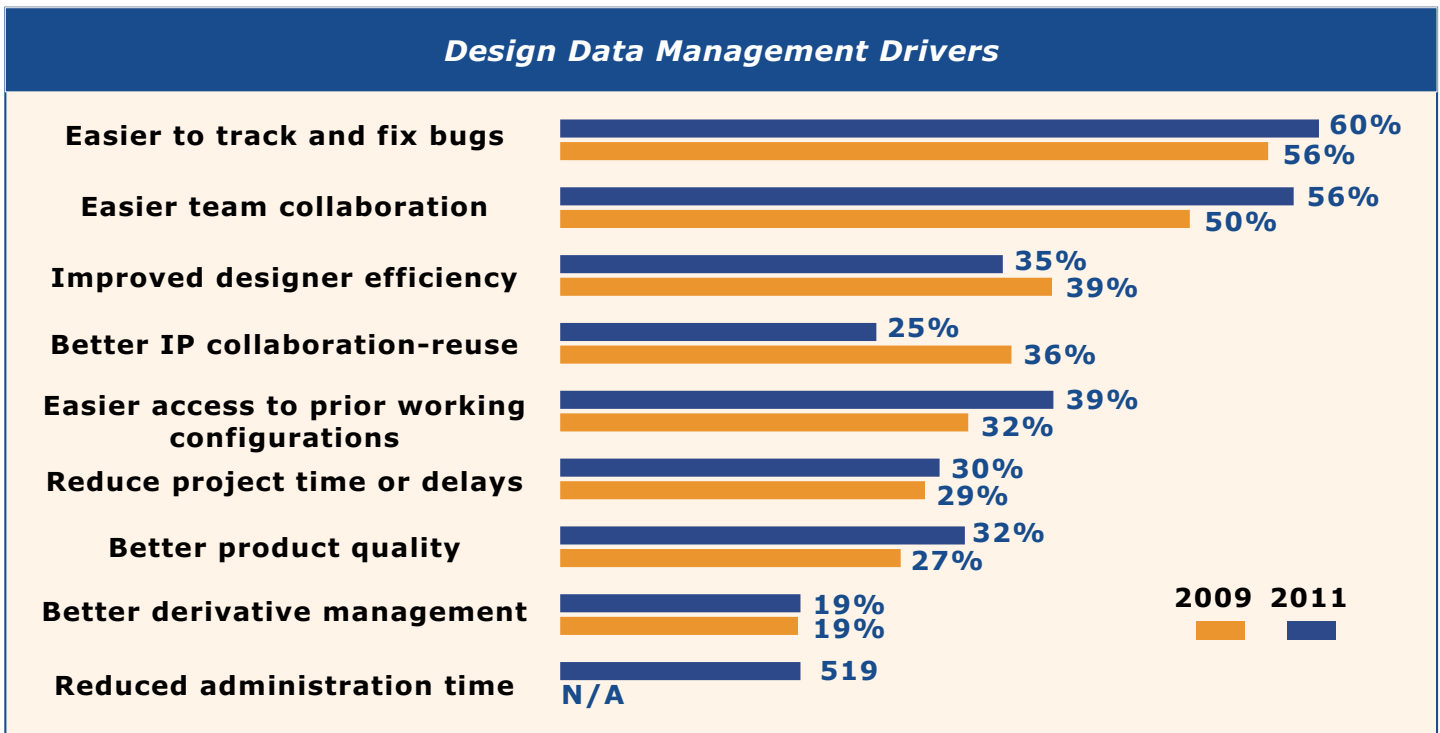 Design Data Management Drivers
Easier to track and fix bugs
60%
56%
Easier team collaboration
56%
50%
Improved designer efficiency
35%
39%
Better IP collaboration-reuse
25%
36%
Easier access to prior working
configurations
39%
32%
Reduce project time or delays
30%
29%
Better product quality
32%
27%
Better derivative management
19%
19%
2009 2011
Reduced administration time
519
N/A